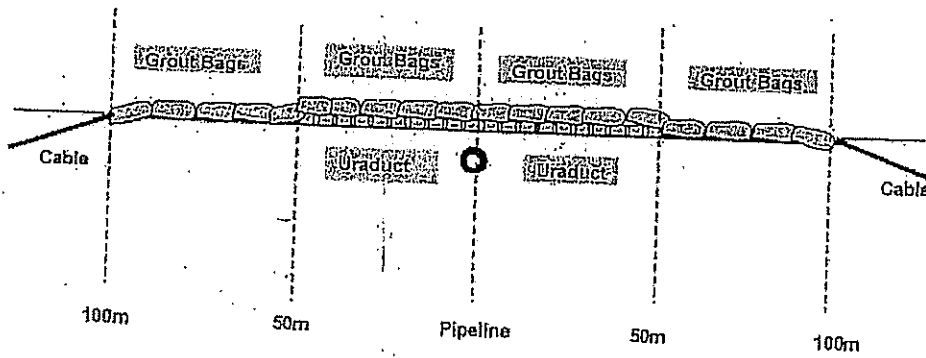 Grout Bags
Grout Bags
Grout Bags
Grout Bags
Cable
Uraduct
Uraduct
Cable
100m
50m
Pipeline
50m
100m